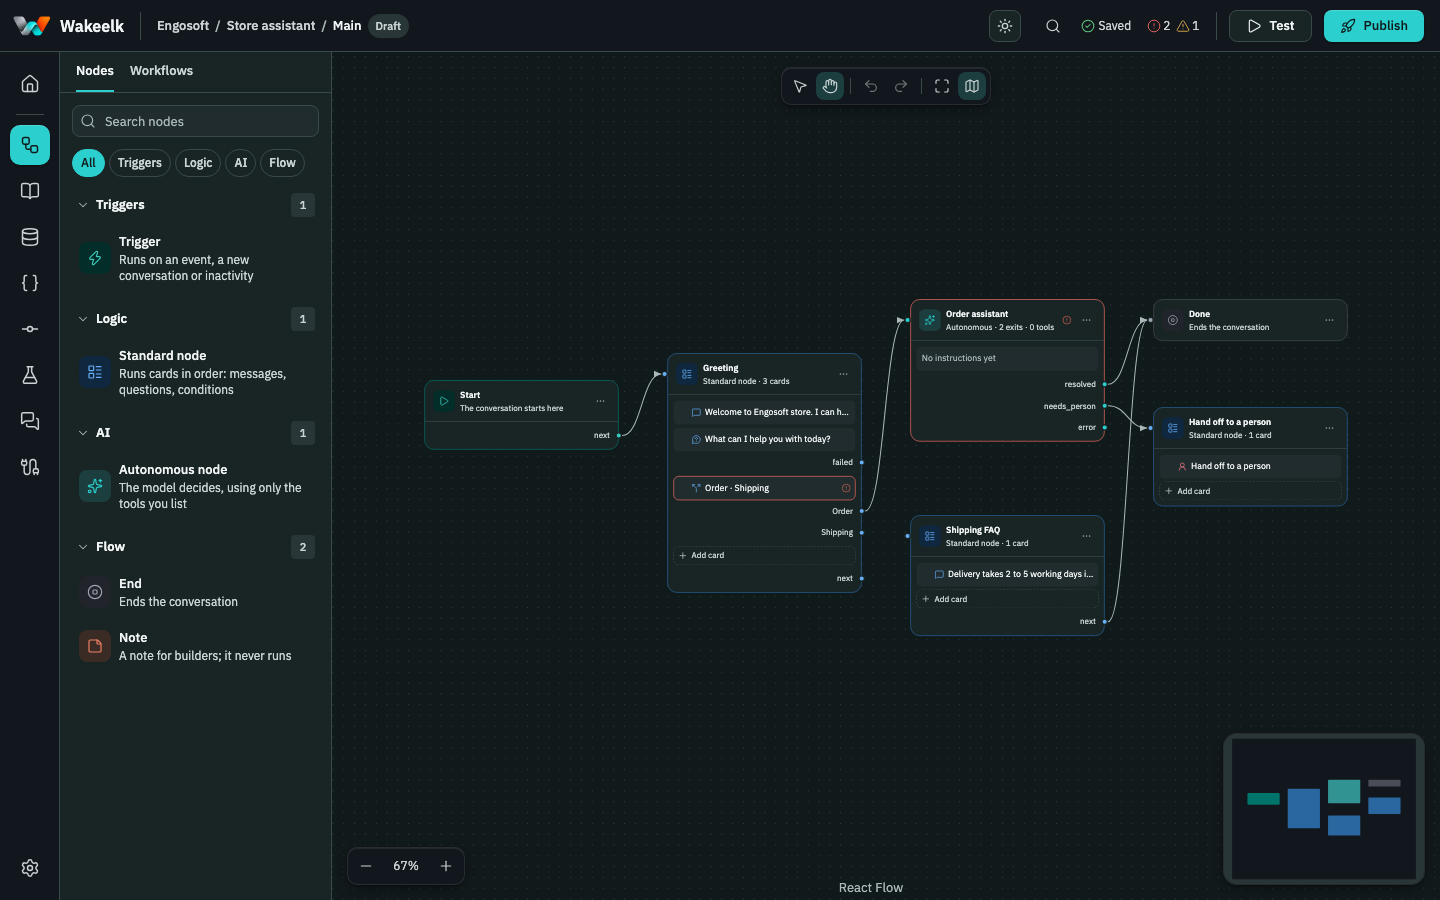 Wakeelk
Engosoft / Store assistant / Main Draft
Saved 2 1 Test Publish
Nodes Workflows
Search nodes
All Triggers Logic AI Flow
Triggers 1
Trigger
Runs on an event, a new
conversation or inactivity
Logic 1
Standard node
Runs cards in order: messages,
questions, conditions
AI 1
Autonomous node
The model decides, using only the
tools you list
Flow 2
End
Ends the conversation
Note
A note for builders; it never runs
Start
The conversation starts here
next
Greeting
Standard node · 3 cards
Welcome to Engosoft store. I can h...
What can I help you with today?
failed
Order · Shipping
Order
Shipping
Add card
next
Order assistant
Autonomous · 2 exits · 0 tools
No instructions yet
resolved
needs_person
error
Shipping FAQ
Standard node · 1 card
Delivery takes 2 to 5 working days i...
Add card
next
Done
Ends the conversation
Hand off to a person
Standard node · 1 card
Hand off to a person
Add card
67%
React Flow